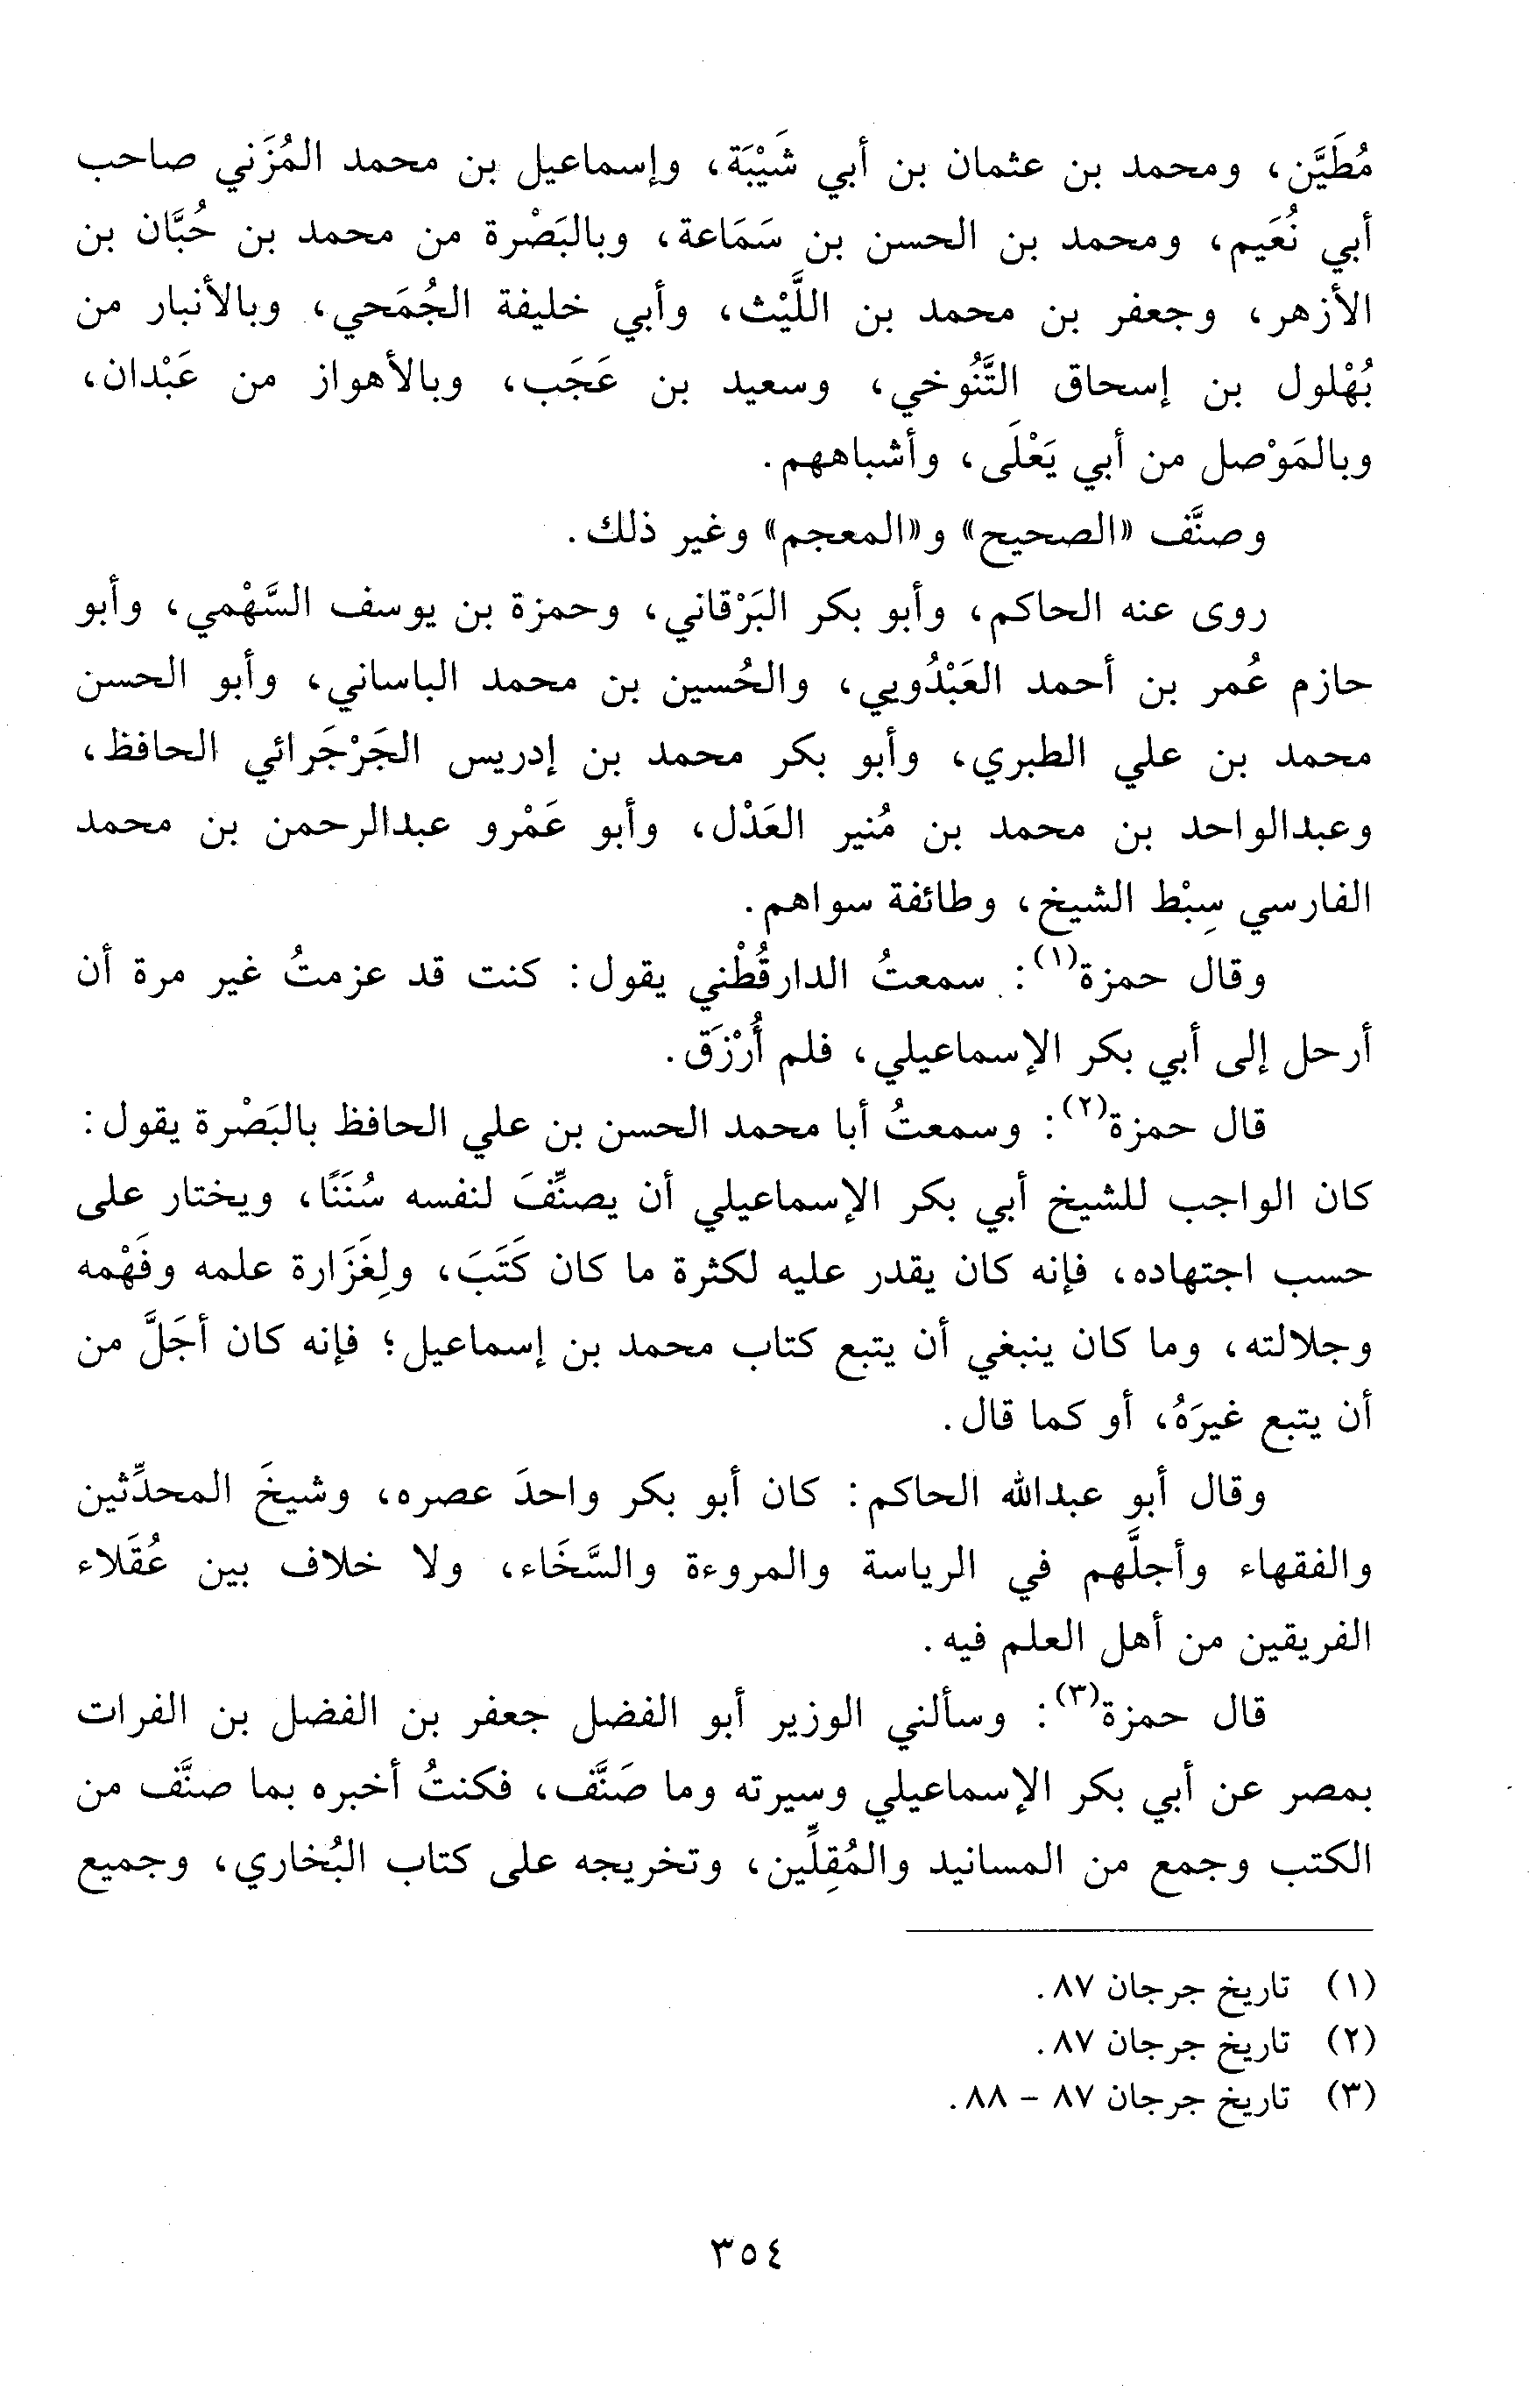 مُطَيَّن، ومحمد بن عثمان بن أبي شَيْبَة، وإسماعيل بن محمد المُزَني صاحب
أبي نُعَيم، ومحمد بن الحسن بن سَمَاعة، وبالبَصْرة من محمد بن حُبَّان بن
الأزهر، وجعفر بن محمد بن اللَّيْث، وأبي خليفة الجُمَحي، وبالأنبار من
بُهْلول بن إسحاق التَّنُوخي، وسعيد بن عَجَب، وبالأهواز من عَبْدان،
وبالمَوْصل من أبي يَعْلَى، وأشباههم.
وصنَّف «الصحيح» و«المعجم» وغير ذلك.
روى عنه الحاكم، وأبو بكر البَرْقاني، وحمزة بن يوسف السَّهْمي، وأبو
حازم عُمر بن أحمد العَبْدُويي، والحُسين بن محمد الباساني، وأبو الحسن
محمد بن علي الطبري، وأبو بكر محمد بن إدريس الجَرْجَرائي الحافظ،
وعبدالواحد بن محمد بن مُنير العَدْل، وأبو عَمْرو عبدالرحمن بن محمد
الفارسي سِبْط الشيخ، وطائفة سواهم.
وقال حمزة(١): سمعتُ الدارقُطْني يقول: كنت قد عزمتُ غير مرة أن
أرحل إلى أبي بكر الإسماعيلي، فلم أُرْزَق.
قال حمزة(٢): وسمعتُ أبا محمد الحسن بن علي الحافظ بالبَصْرة يقول:
كان الواجب للشيخ أبي بكر الإسماعيلي أن يصنِّفَ لنفسه سُنَنًا، ويختار على
حسب اجتهاده، فإنه كان يقدر عليه لكثرة ما كان كَتَبَ، ولِغَزَارة علمه وفَهْمه
وجلالته، وما كان ينبغي أن يتبع كتاب محمد بن إسماعيل؛ فإنه كان أجَلَّ من
أن يتبع غيرَهُ، أو كما قال.
وقال أبو عبدالله الحاكم: كان أبو بكر واحدَ عصره، وشيخَ المحدِّثين
والفقهاء وأجلَّهم في الرياسة والمروءة والسَّخَاء، ولا خلاف بين عُقَلاء
الفريقين من أهل العلم فيه.
قال حمزة(٣): وسألني الوزير أبو الفضل جعفر بن الفضل بن الفرات
بمصر عن أبي بكر الإسماعيلي وسيرته وما صَنَّف، فكنتُ أخبره بما صنَّف من
الكتب وجمع من المسانيد والمُقِلِّين، وتخريجه على كتاب البُخاري، وجميع
(١) تاريخ جرجان ٨٧.
(٢) تاريخ جرجان ٨٧.
(٣) تاريخ جرجان ٨٧ - ٨٨.
٣٥٤